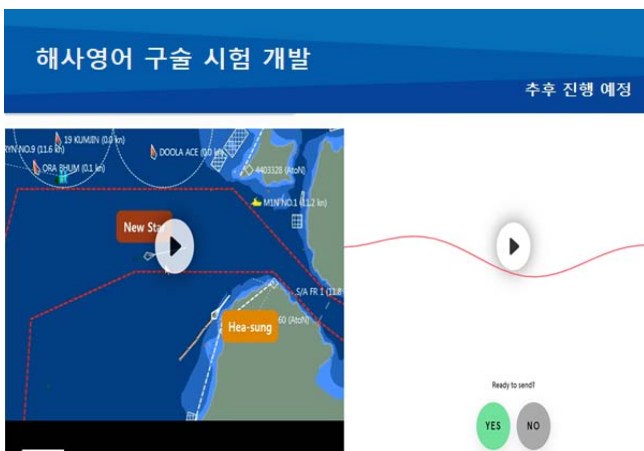 해사영어 구술 시험 개발
추후 진행 예정
19 KUMJIN (0.0 kn)
RYN NO.9 (11.6 kn)
DOOLA ACE (0.0 kn)
ORA BHUM (0.1 kn)
4403328 (AtoN)
M1N NO.1 (11.2 kn)
New Sta
S/A FR 1 (11.8
60 (AtoN)
Hea-sung
Ready to send?
YES
NO